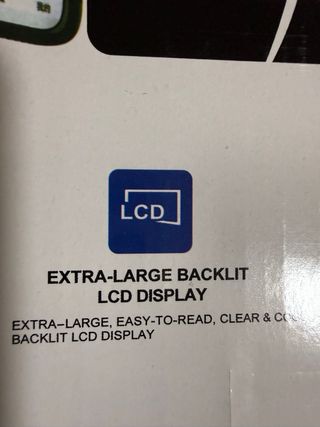 LCD
EXTRA-LARGE BACKLIT
LCD DISPLAY
EXTRA–LARGE, EASY-TO-READ, CLEAR &
BACKLIT LCD DISPLAY